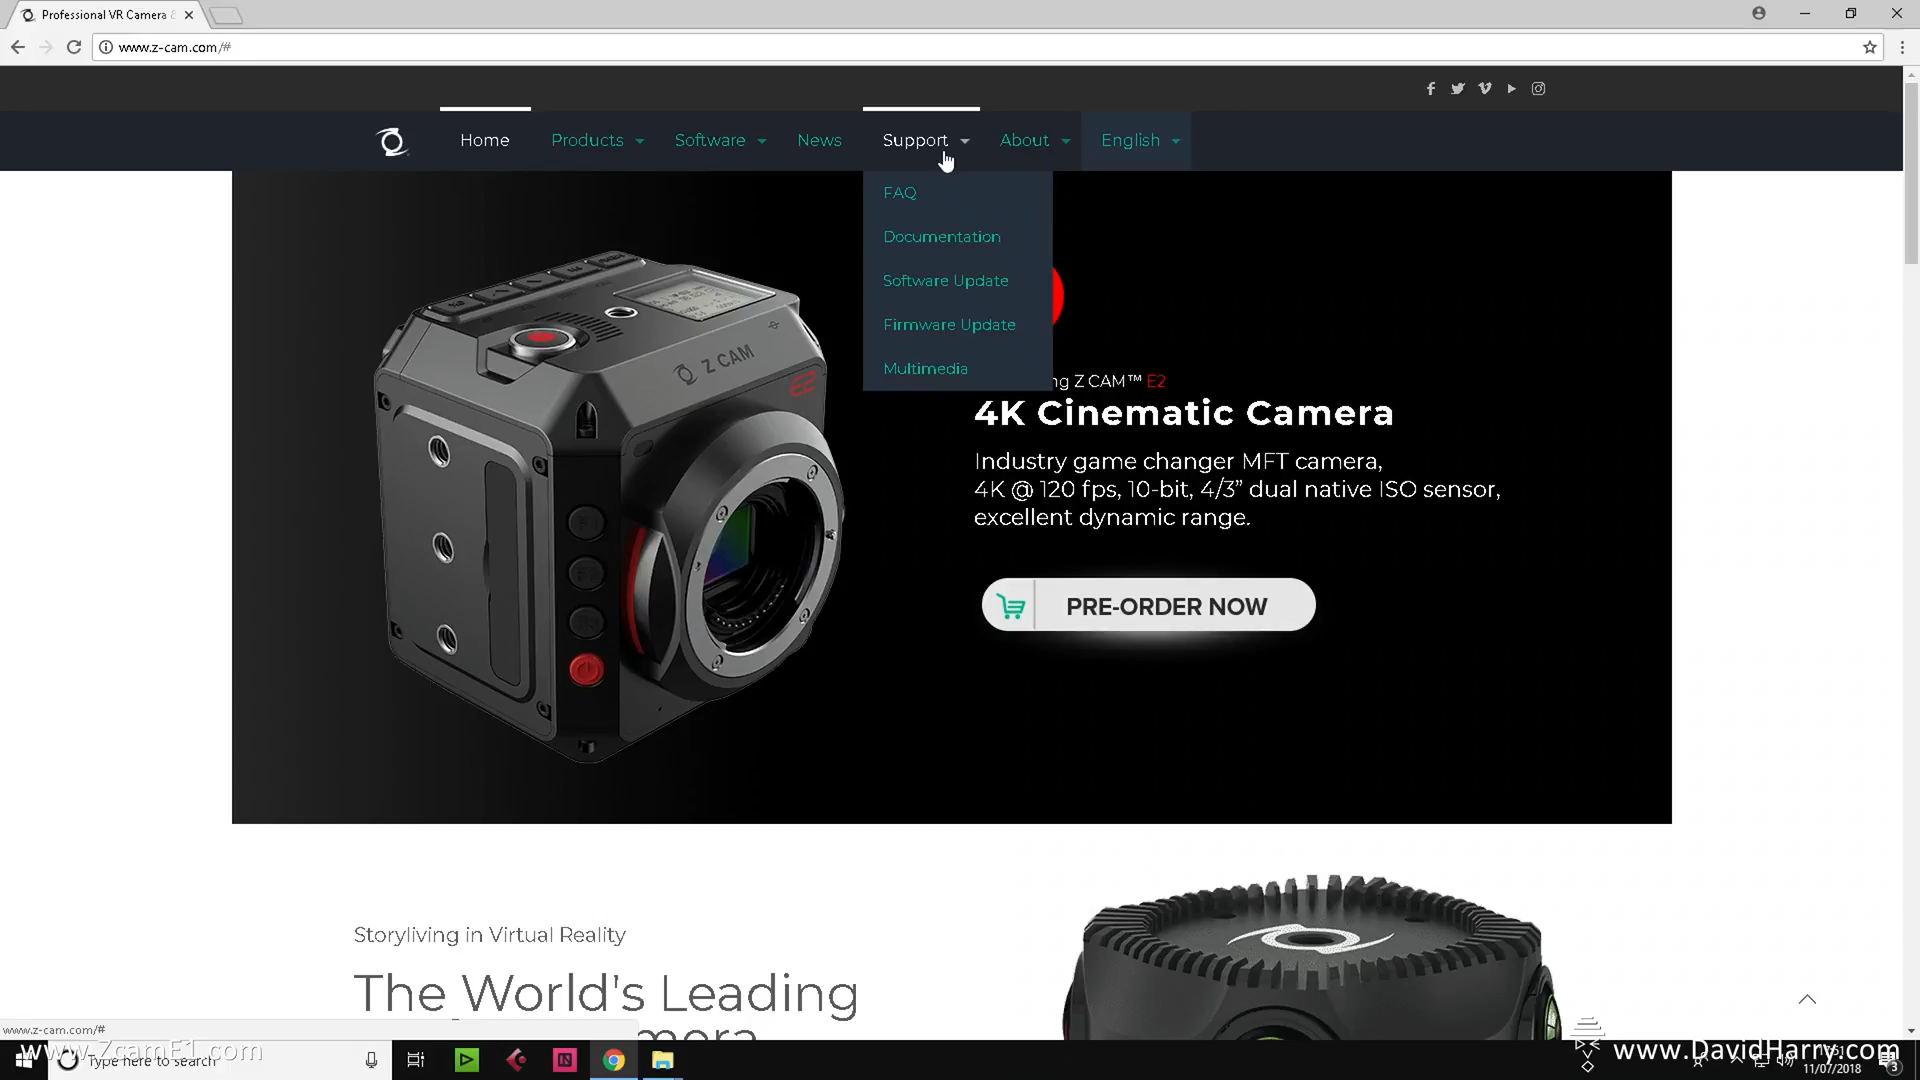 Professional VR Camera &
www.z-cam.com/#
Home
Products
Software
News
Support
About
English
FAQ
Documentation
Software Update
Firmware Update
Multimedia
Z CAM
E2
ng Z CAM™ E2
4K Cinematic Camera
Industry game changer MFT camera,
4K @ 120 fps, 10-bit, 4/3” dual native ISO sensor,
excellent dynamic range.
PRE-ORDER NOW
Storyliving in Virtual Reality
The World's Leading
www.z-cam.com/#
www.ZcamE1.com
Type here to search
www.DavidHarry.com
11/07/2018
3